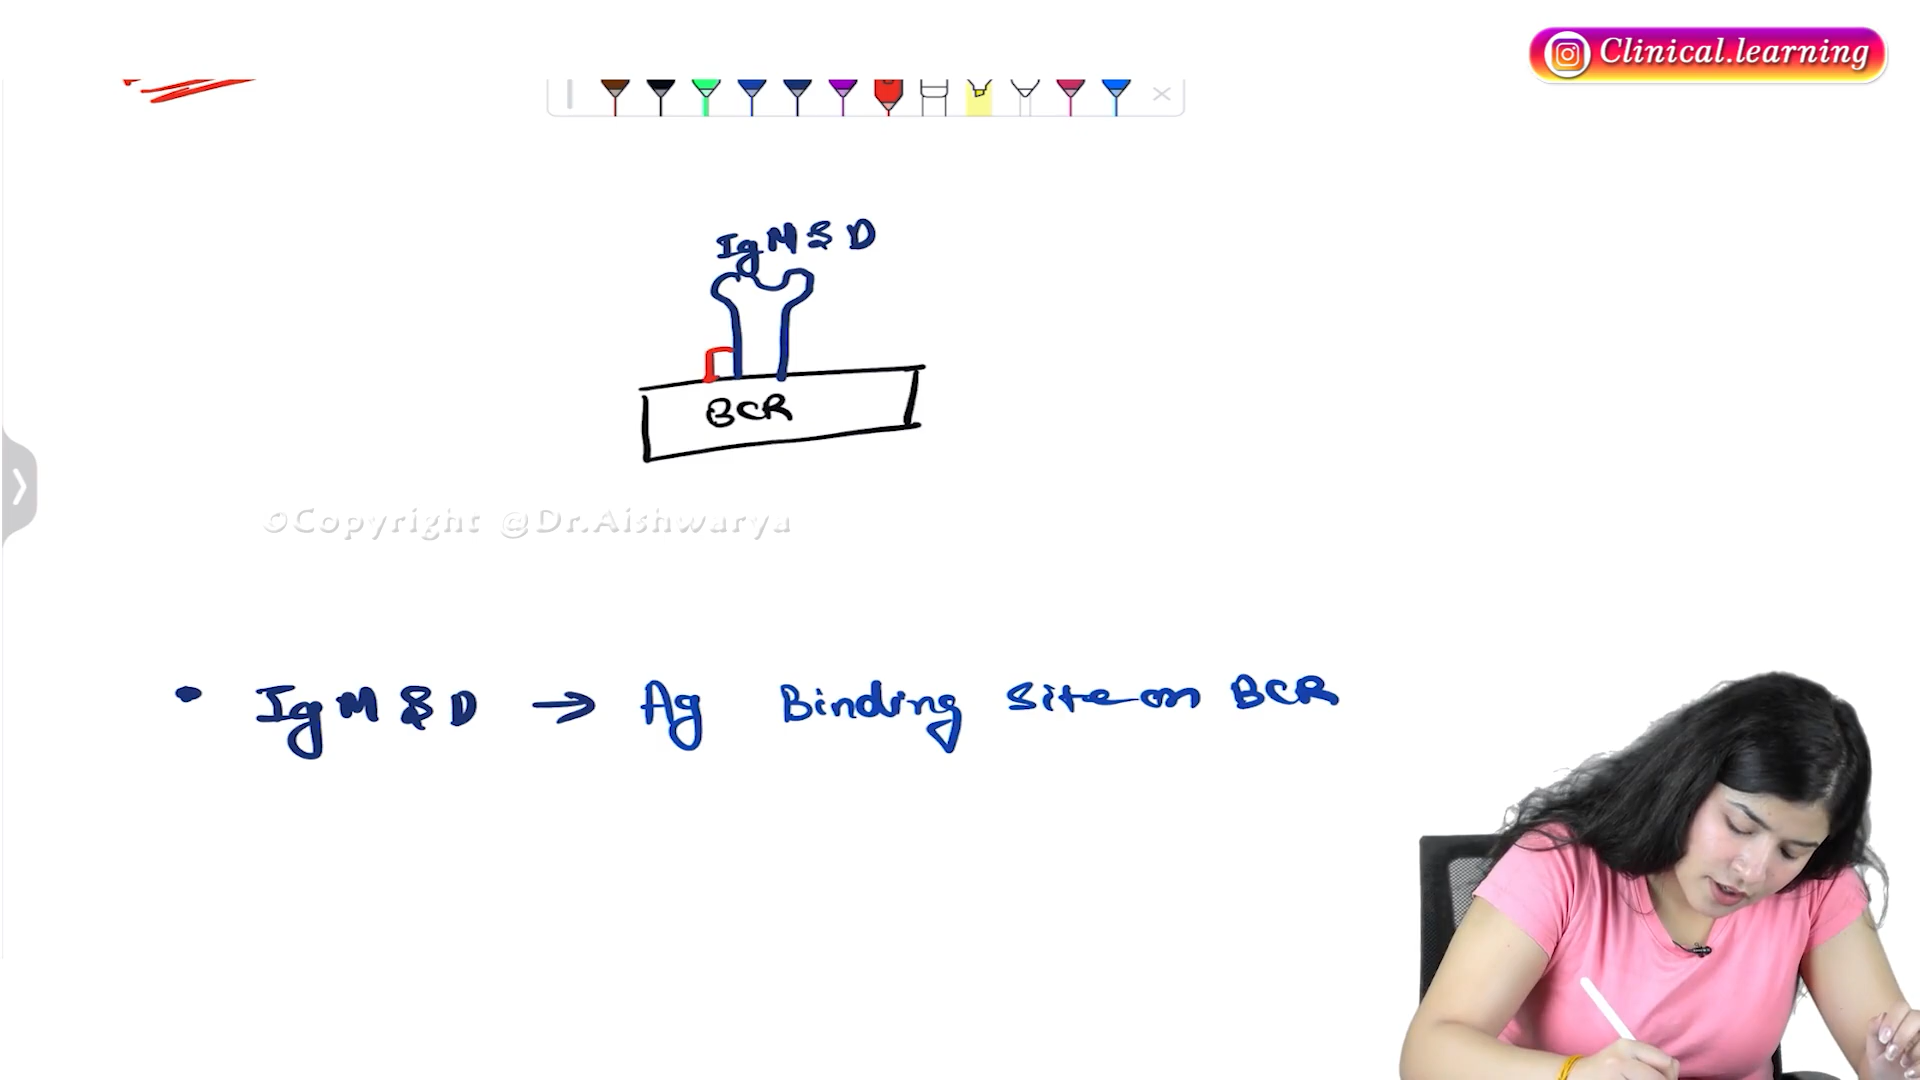 Clinical.learning
IgM & D
BCR
©Copyright @Dr.Aishwarya
• IgM & D → Ag Binding Site on BCR